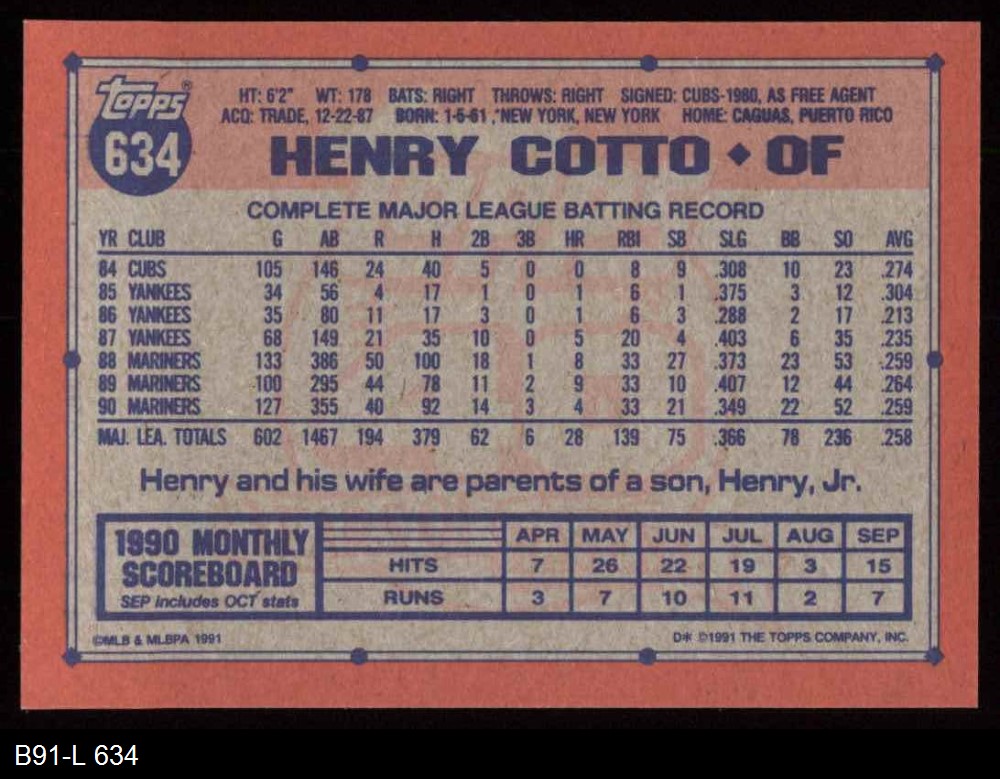 Topps®
634
HT: 6'2" WT: 178 BATS: RIGHT THROWS: RIGHT SIGNED: CUBS-1980, AS FREE AGENT
ACQ: TRADE, 12-22-87 BORN: 1-5-61, NEW YORK, NEW YORK HOME: CAGUAS, PUERTO RICO
HENRY COTTO ◆ OF
COMPLETE MAJOR LEAGUE BATTING RECORD
YR CLUB G AB R H 2B 3B HR RBI SB SLG BB SO AVG
84 CUBS 105 146 24 40 5 0 0 8 9 .308 10 23 .274
85 YANKEES 34 56 4 17 1 0 1 6 1 .375 3 12 .304
86 YANKEES 35 80 11 17 3 0 1 6 3 .288 2 17 .213
87 YANKEES 68 149 21 35 10 0 5 20 4 .403 6 35 .235
88 MARINERS 133 386 50 100 18 1 8 33 27 .373 23 53 .259
89 MARINERS 100 295 44 78 11 2 9 33 10 .407 12 44 .264
90 MARINERS 127 355 40 92 14 3 4 33 21 .349 22 52 .259
MAJ. LEA. TOTALS 602 1467 194 379 62 6 28 139 75 .366 78 236 .258
Henry and his wife are parents of a son, Henry, Jr.
1990 MONTHLY
SCOREBOARD
SEP includes OCT stats
APR MAY JUN JUL AUG SEP
HITS 7 26 22 19 3 15
RUNS 3 7 10 11 2 7
©MLB & MLBPA 1991
D* ©1991 THE TOPPS COMPANY, INC.
B91-L 634